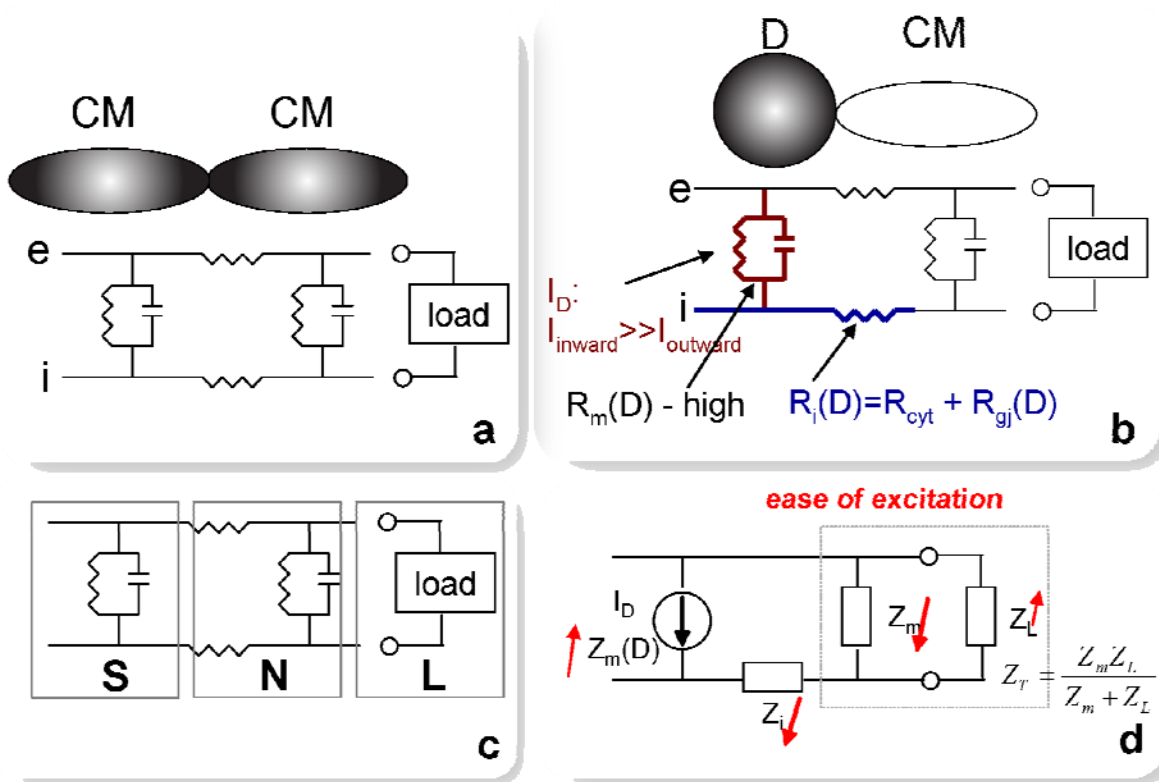 CM CM
e
i
load
a
D CM
e
i
load
I_D:
I_inward>>I_outward
R_m(D) - high
R_i(D)=R_cyt + R_gj(D)
b
load
S N L
c
ease of excitation
I_D
Z_m(D)
Z_i
Z_m
Z_L
Z_T = Z_m Z_L / Z_m + Z_L
d